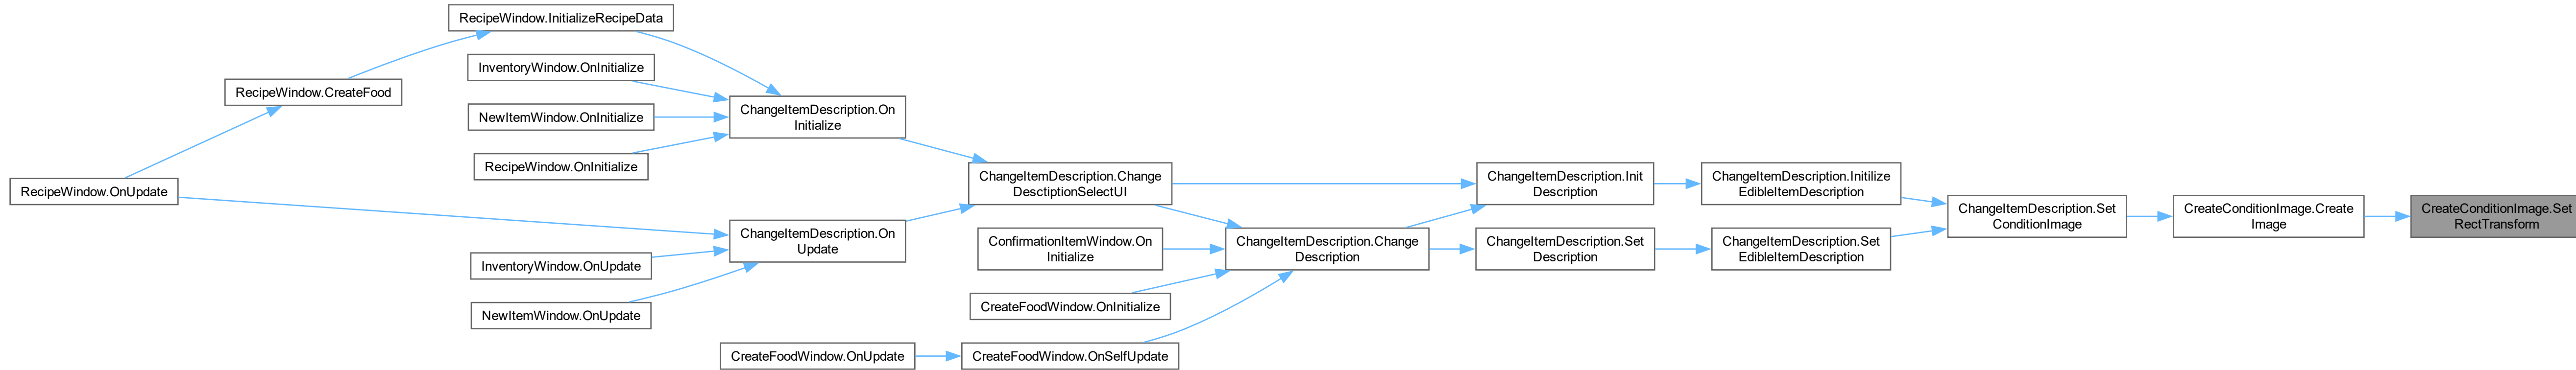 RecipeWindow.InitializeRecipeData
InventoryWindow.OnInitialize
RecipeWindow.CreateFood
NewItemWindow.OnInitialize
ChangeItemDescription.On
Initialize
RecipeWindow.OnInitialize
RecipeWindow.OnUpdate
ChangeItemDescription.Change
DesctiptionSelectUI
ChangeItemDescription.Init
Description
ChangeItemDescription.Initilize
EdibleItemDescription
ChangeItemDescription.Set
ConditionImage
CreateConditionImage.Create
Image
CreateConditionImage.Set
RectTransform
ChangeItemDescription.On
Update
ConfirmationItemWindow.On
Initialize
ChangeItemDescription.Change
Description
ChangeItemDescription.Set
Description
ChangeItemDescription.Set
EdibleItemDescription
InventoryWindow.OnUpdate
NewItemWindow.OnUpdate
CreateFoodWindow.OnInitialize
CreateFoodWindow.OnUpdate
CreateFoodWindow.OnSelfUpdate